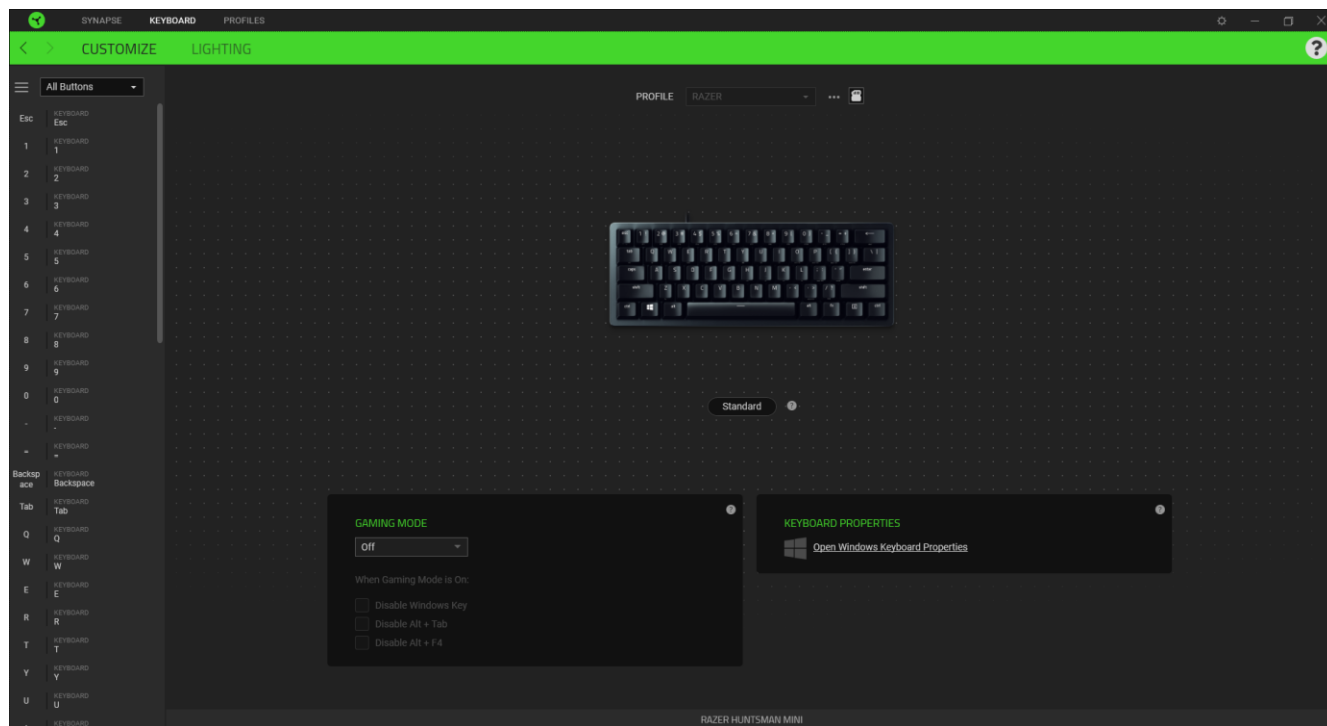 SYNAPSE KEYBOARD PROFILES
CUSTOMIZE LIGHTING
?
All Buttons
PROFILE RAZER
Esc KEYBOARD
Esc
1 KEYBOARD
1
2 KEYBOARD
2
3 KEYBOARD
3
4 KEYBOARD
4
5 KEYBOARD
5
6 KEYBOARD
6
7 KEYBOARD
7
8 KEYBOARD
8
9 KEYBOARD
9
0 KEYBOARD
0
- KEYBOARD
-
= KEYBOARD
=
Backsp
ace
KEYBOARD
Backspace
Tab KEYBOARD
Tab
Q KEYBOARD
Q
W KEYBOARD
W
E KEYBOARD
E
R KEYBOARD
R
T KEYBOARD
T
Y KEYBOARD
Y
U KEYBOARD
U
KEYBOARD
Standard ?
GAMING MODE ?
Off
When Gaming Mode is On:
Disable Windows Key
Disable Alt + Tab
Disable Alt + F4
KEYBOARD PROPERTIES ?
Open Windows Keyboard Properties
RAZER HUNTSMAN MINI